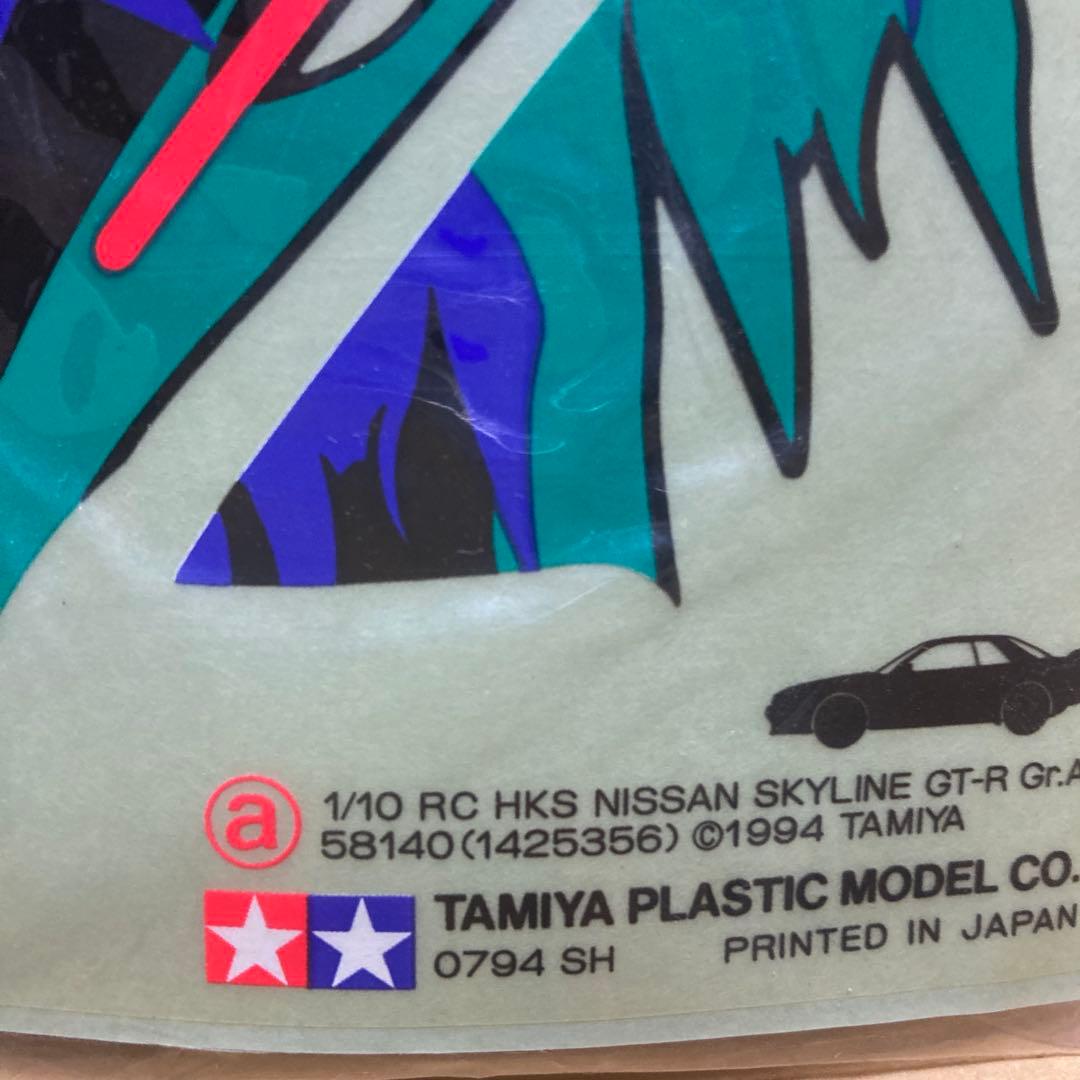 a
1/10 RC HKS NISSAN SKYLINE GT-R Gr.A
58140(1425356) ©1994 TAMIYA
TAMIYA PLASTIC MODEL CO.
0794 SH PRINTED IN JAPAN